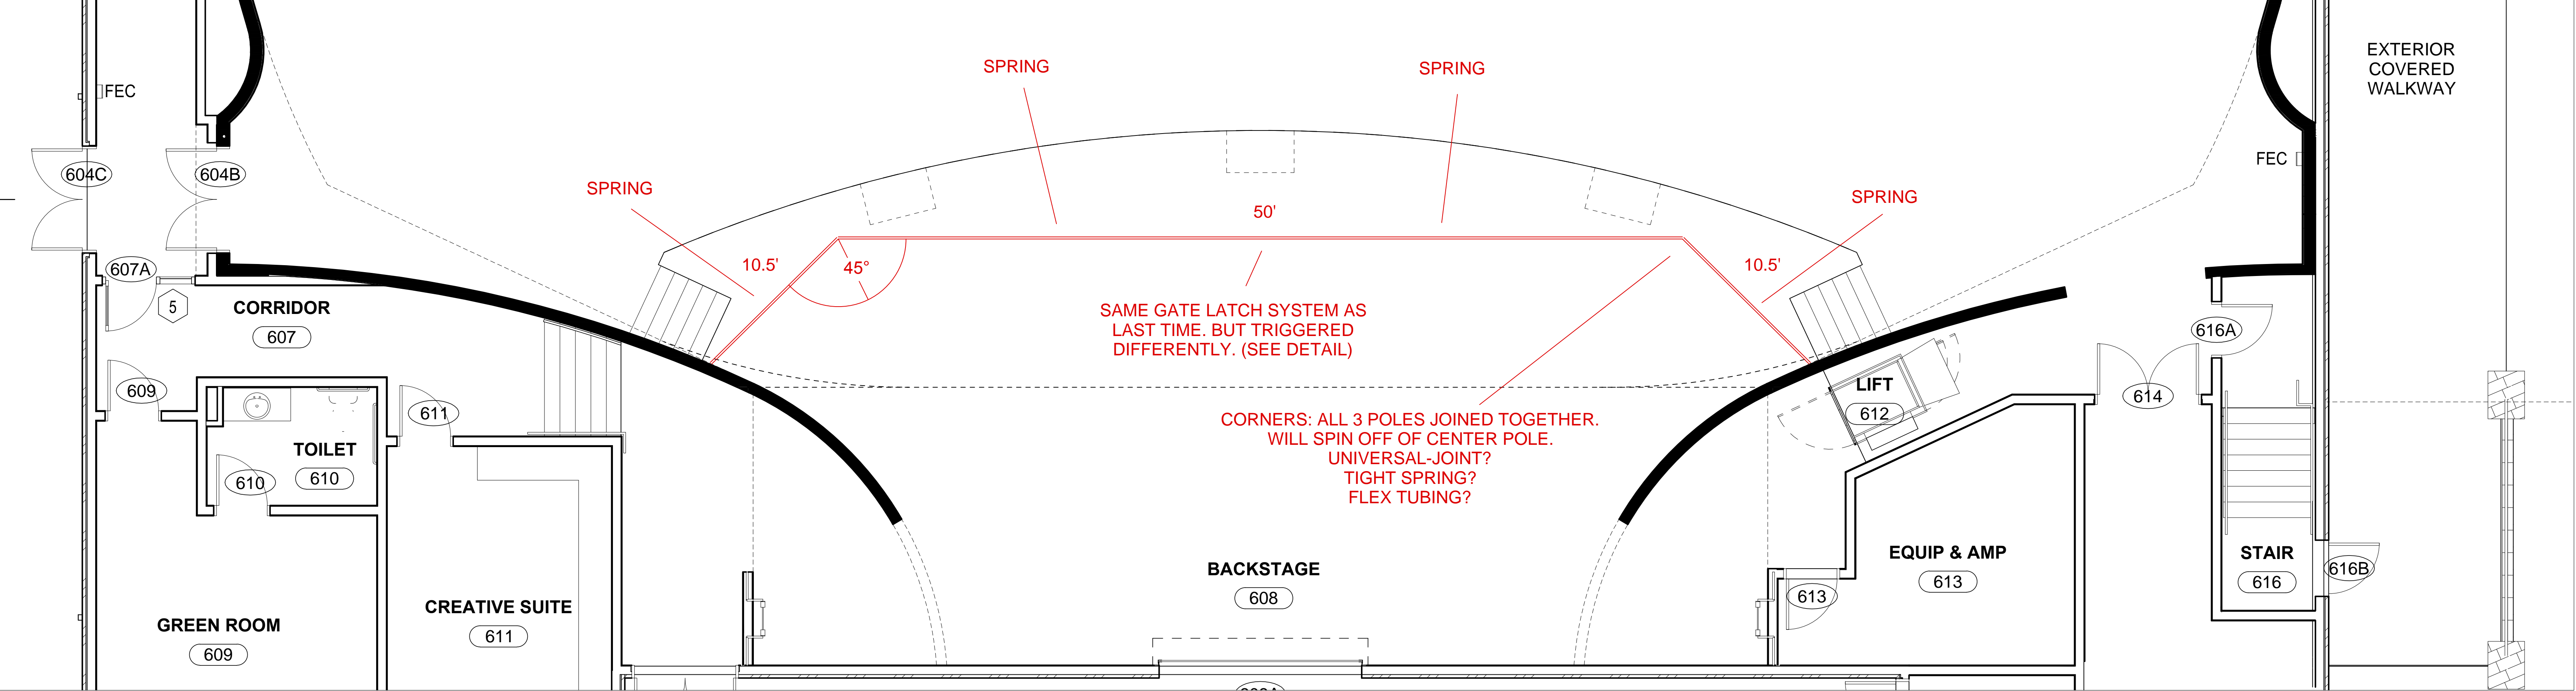 SPRING
SPRING
EXTERIOR
COVERED
WALKWAY
FEC
FEC
604C
604B
SPRING
SPRING
50'
607A
10.5'
45°
10.5'
5
CORRIDOR
607
SAME GATE LATCH SYSTEM AS
LAST TIME. BUT TRIGGERED
DIFFERENTLY. (SEE DETAIL)
616A
609
611
LIFT
612
614
CORNERS: ALL 3 POLES JOINED TOGETHER.
WILL SPIN OFF OF CENTER POLE.
UNIVERSAL-JOINT?
TIGHT SPRING?
FLEX TUBING?
TOILET
610
610
BACKSTAGE
608
EQUIP & AMP
613
613
STAIR
616
616B
CREATIVE SUITE
611
GREEN ROOM
609